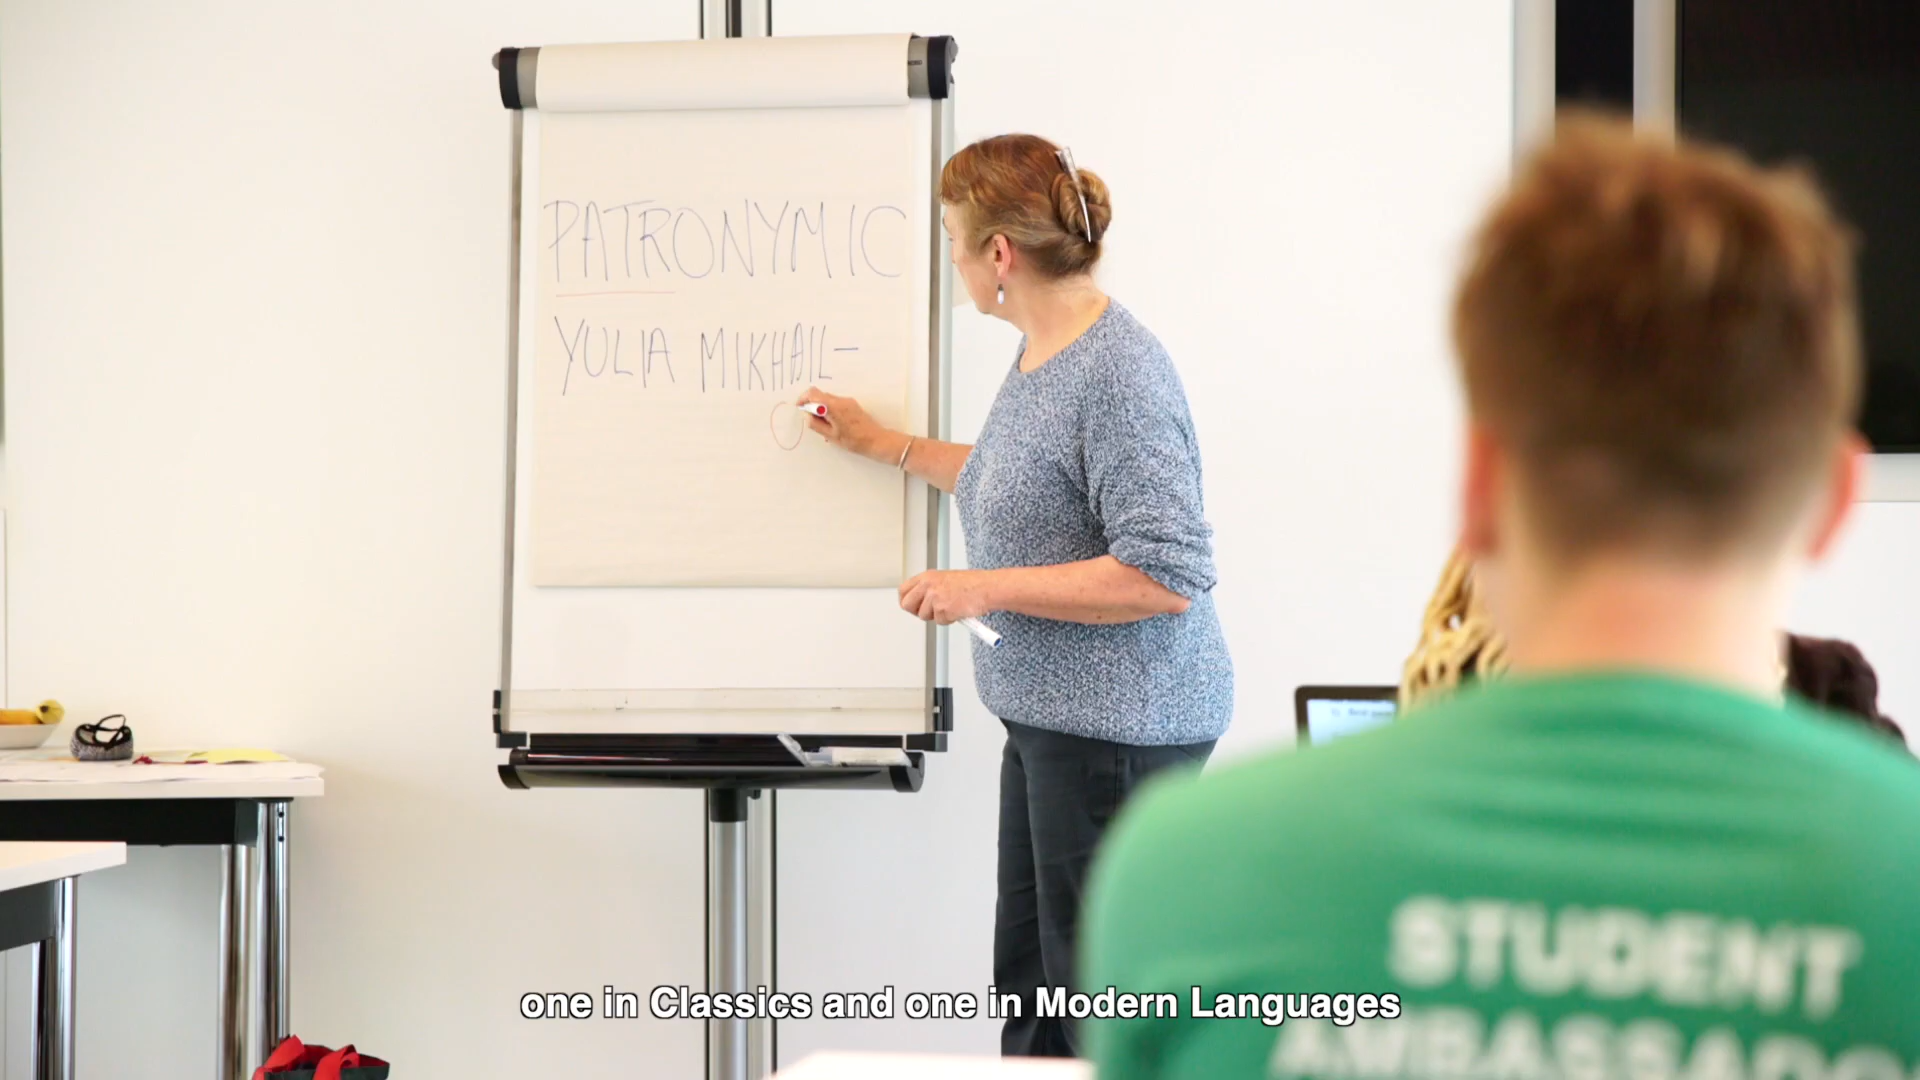 PATRONYMIC
YULIA MIKHAIL-
O
one in Classics and one in Modern Languages
STUDENT